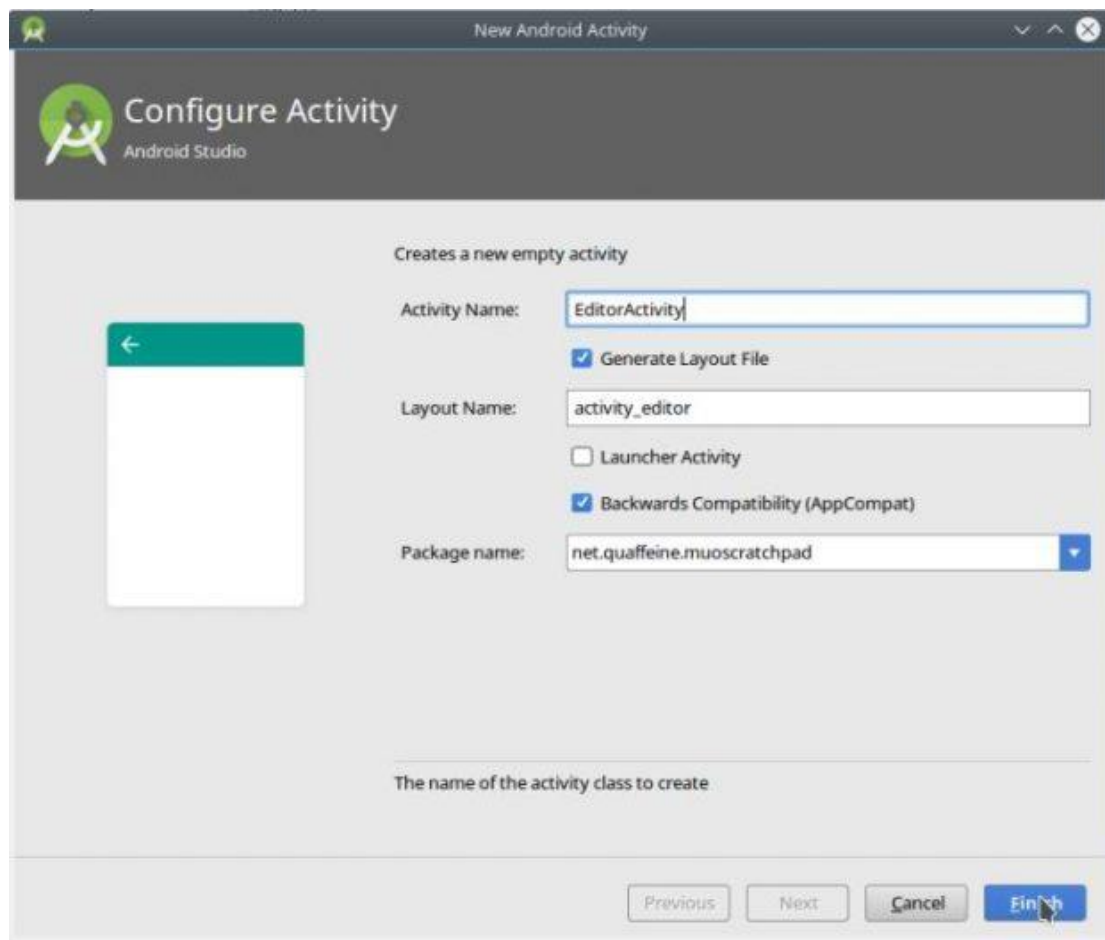 New Android Activity
Configure Activity
Android Studio
Creates a new empty activity
Activity Name: EditorActivity
Generate Layout File
Layout Name: activity_editor
Launcher Activity
Backwards Compatibility (AppCompat)
Package name: net.quaffeine.muoscratchpad
The name of the activity class to create
Previous Next Cancel Finish